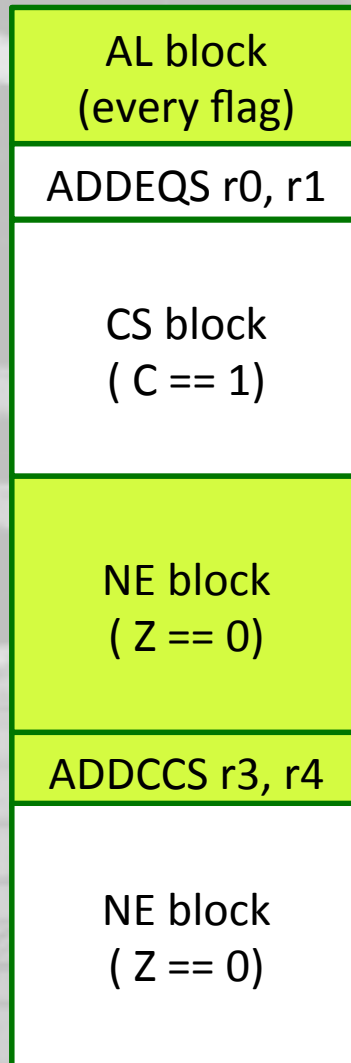 AL block
(every flag)
ADDEQS r0, r1
CS block
( C == 1)
NE block
( Z == 0)
ADDCCS r3, r4
NE block
( Z == 0)